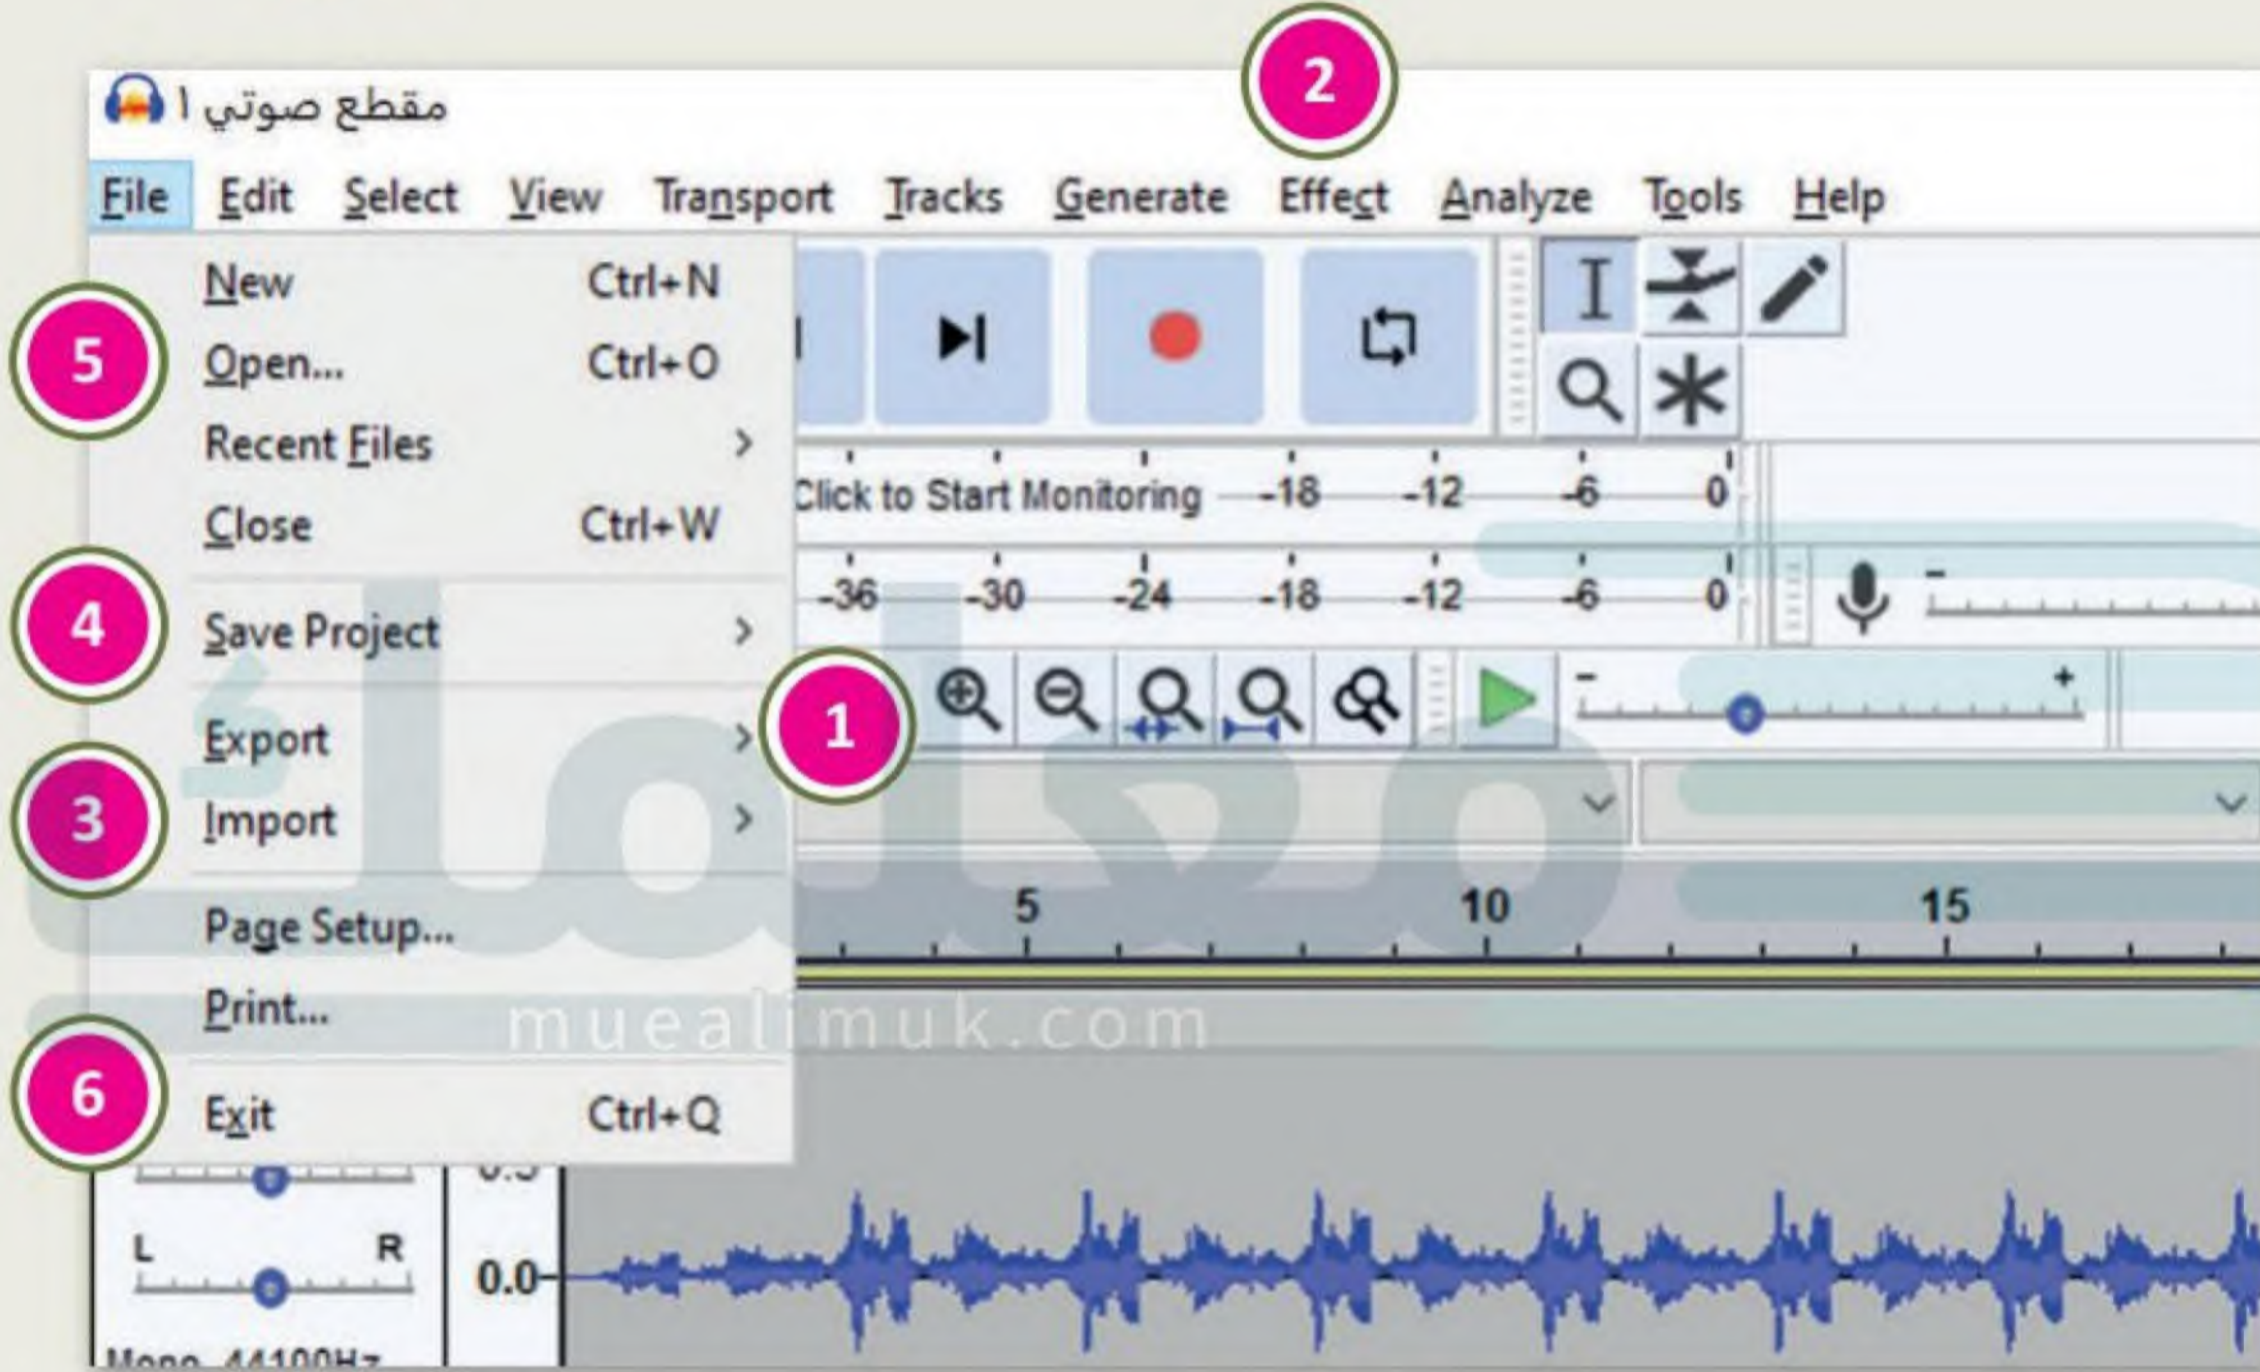 2
مقطع صوتي ١
File Edit Select View Transport Tracks Generate Effect Analyze Tools Help
New Ctrl+N
5
Open... Ctrl+O
Recent Files
Click to Start Monitoring -18 -12 -6 0
Close Ctrl+W
-36 -30 -24 -18 -12 -6 0
4
Save Project
- +
1
Export
3
Import
معلمك
5 10 15
Page Setup...
Print...
muealimuk.com
6
Exit Ctrl+Q
L R
0.0
Mono, 44100Hz